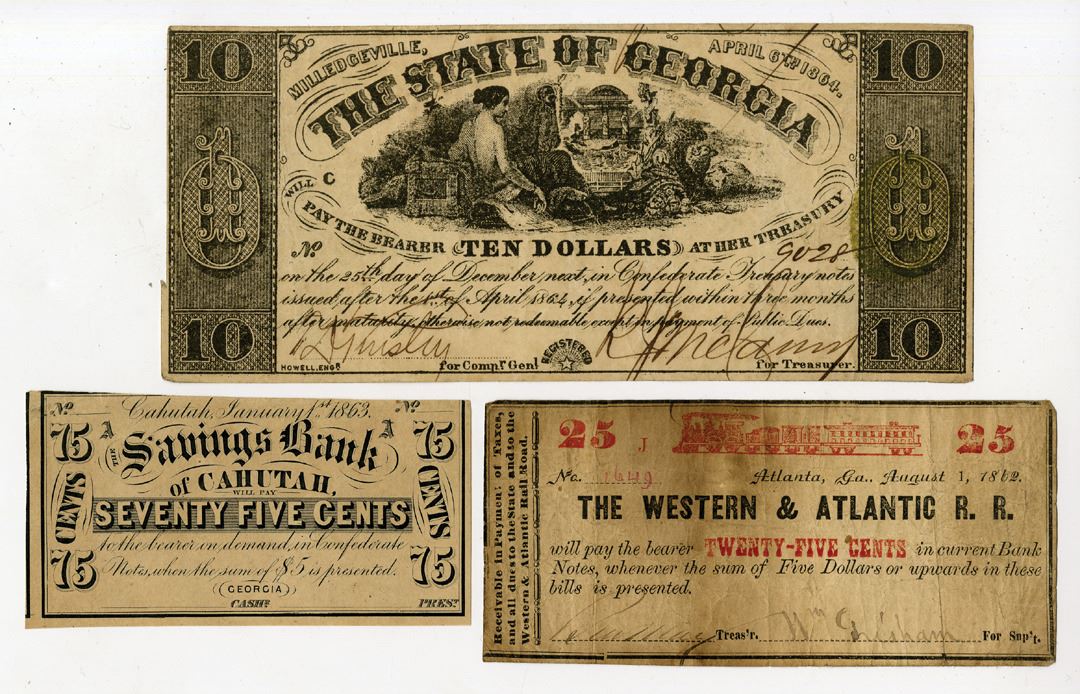 10
MILLEDGEVILLE,
APRIL 6TH 1864.
10
THE STATE OF GEORGIA
WILL C
PAY THE BEARER TEN DOLLARS AT HER TREASURY
No 9028
on the 25th day of December next, in Confederate Treasury notes
issued after the 1st of April 1864, if presented within three months
after maturity, otherwise not redeemable except in payment of Public Dues.
10
HOWELL, ENGR.
for Compr. Genl
REGISTERED
for Treasurer.
10
No
Cahutah, January 1st 1863.
No
75
A
THE Savings Bank
A
75
of CAHUTAH,
WILL PAY
CENTS
SEVENTY FIVE CENTS
CENTS
to the bearer on demand, in Confederate
75
Notes, when the sum of $5 is presented.
75
(GEORGIA)
CASHR
PREST
Receivable in Payment of Taxes,
and all dues to the State and to the
Western & Atlantic Rail Road.
25 J 25
No. 1649 Atlanta, Ga., August 1, 1862.
THE WESTERN & ATLANTIC R. R.
will pay the bearer TWENTY-FIVE CENTS in current Bank
Notes, whenever the sum of Five Dollars or upwards in these
bills is presented.
Treas'r. Wm Grisham For Sup't.